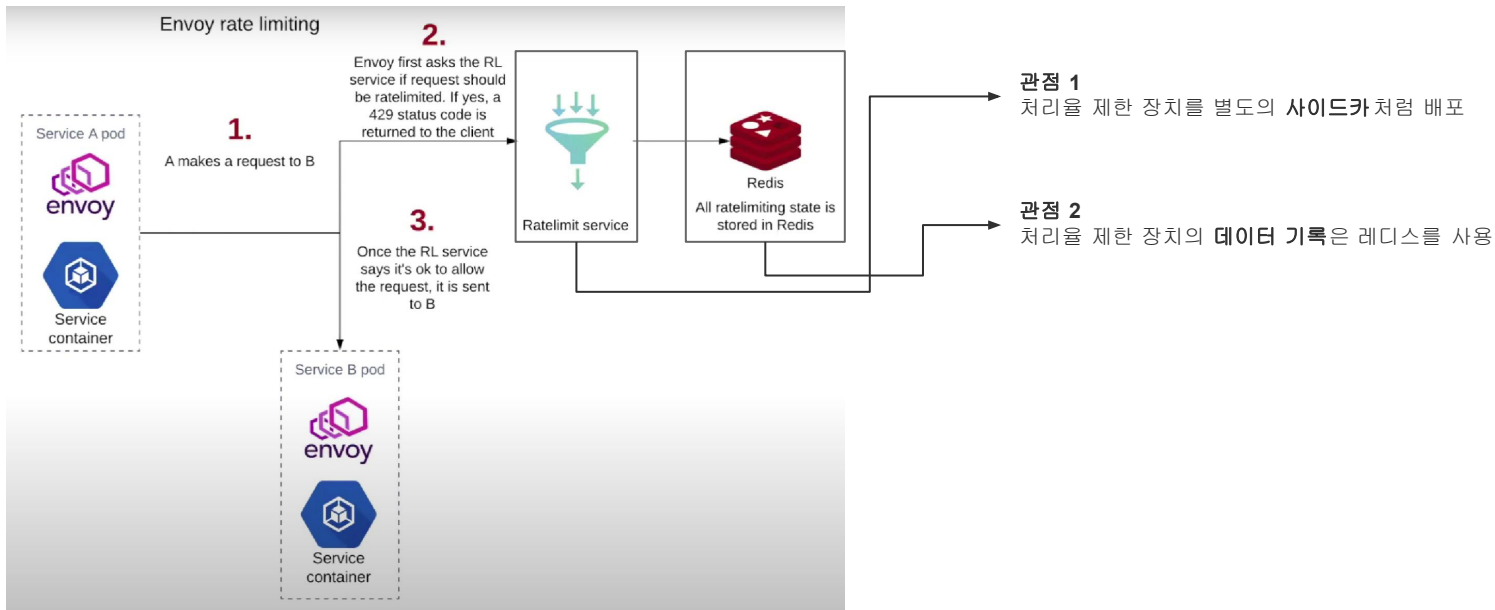 Envoy rate limiting
2.
Envoy first asks the RL
service if request should
be ratelimited. If yes, a
429 status code is
returned to the client
Service A pod
envoy
Service
container
1.
A makes a request to B
3.
Once the RL service
says it's ok to allow
the request, it is sent
to B
Ratelimit service
Redis
All ratelimiting state is
stored in Redis
Service B pod
envoy
Service
container
관점 1
처리율 제한 장치를 별도의 사이드카 처럼 배포
관점 2
처리율 제한 장치의 데이터 기록은 레디스를 사용